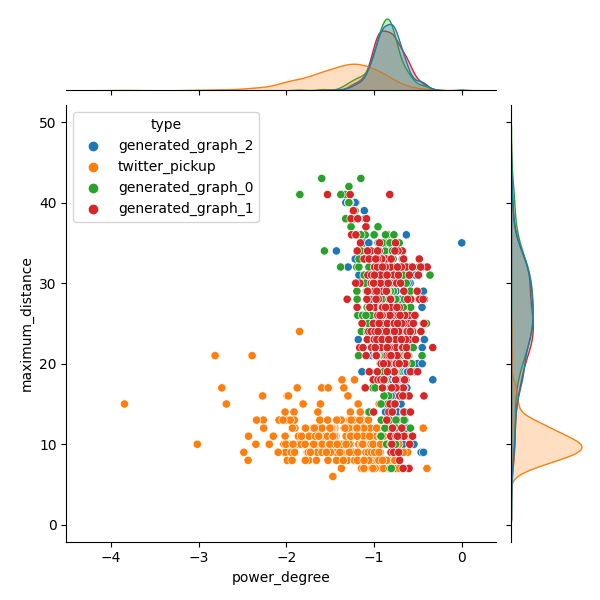 type
generated_graph_2
twitter_pickup
generated_graph_0
generated_graph_1
50
40
30
20
10
0
maximum_distance
−4 −3 −2 −1 0
power_degree